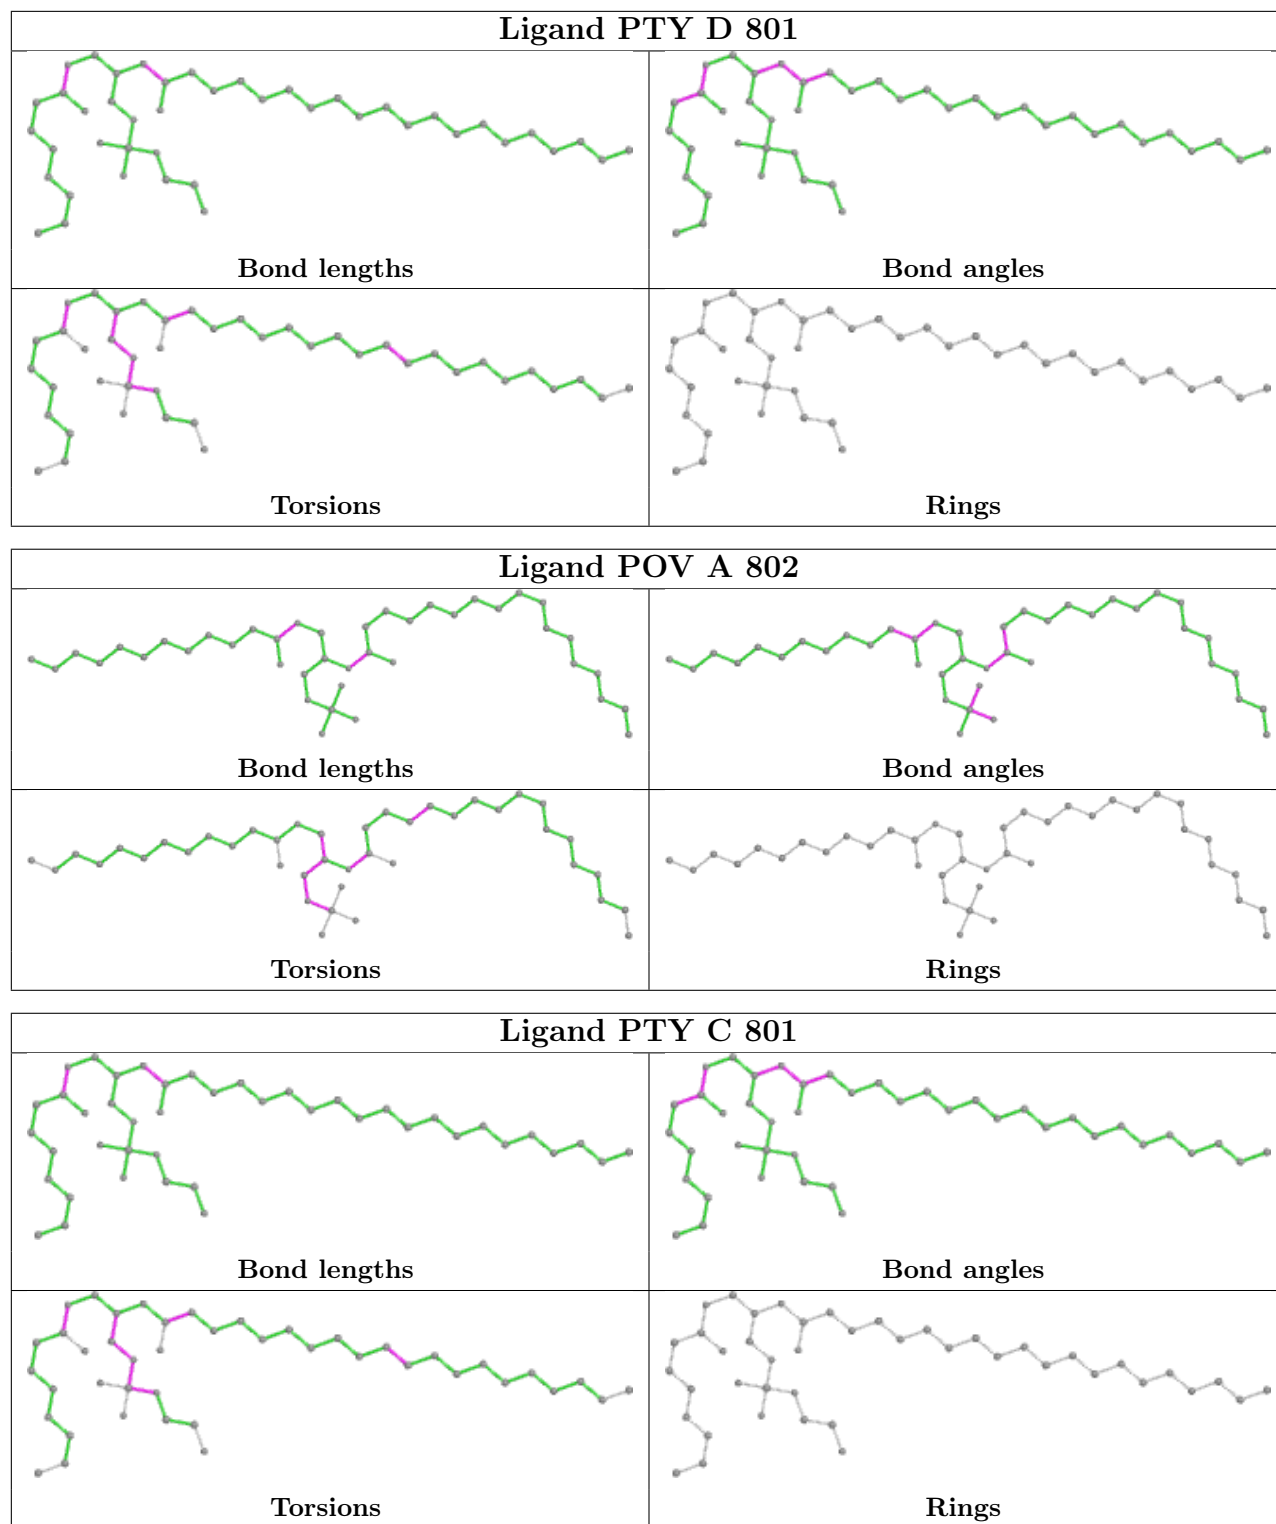 Ligand PTY D 801
Bond lengths
Bond angles
Torsions
Rings
Ligand POV A 802
Bond lengths
Bond angles
Torsions
Rings
Ligand PTY C 801
Bond lengths
Bond angles
Torsions
Rings